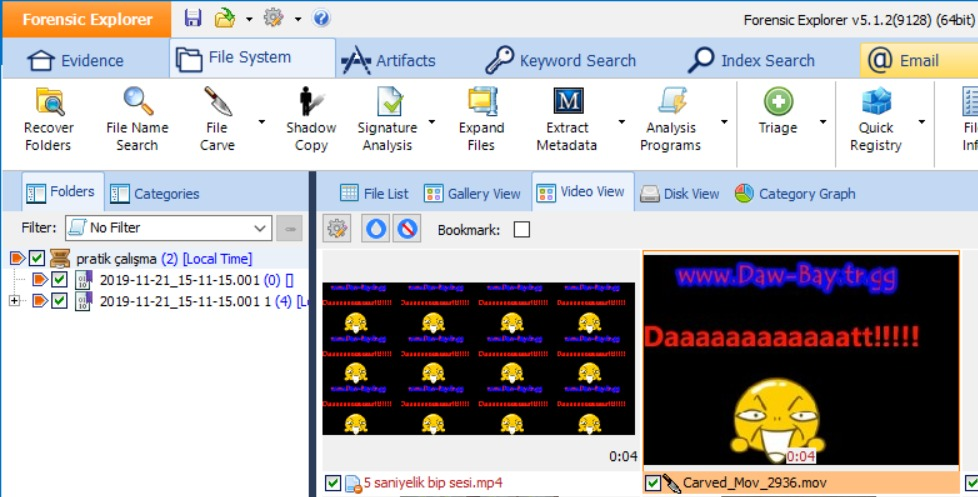 Forensic Explorer
Forensic Explorer v5.1.2(9128) (64bit)
Evidence
File System
Artifacts
Keyword Search
Index Search
Email
Recover Folders
File Name Search
File Carve
Shadow Copy
Signature Analysis
Expand Files
Extract Metadata
Analysis Programs
Triage
Quick Registry
Fil
Inf
Folders
Categories
File List
Gallery View
Video View
Disk View
Category Graph
Filter: No Filter
Bookmark:
pratik çalışma (2) [Local Time]
2019-11-21_15-11-15.001 (0) []
2019-11-21_15-11-15.001 1 (4) [L
www.Daw-Bay.tr.gg
Daaaaaaaaaaaaatt!!!!!
0:04
0:04
5 saniyelik bip sesi.mp4
Carved_Mov_2936.mov